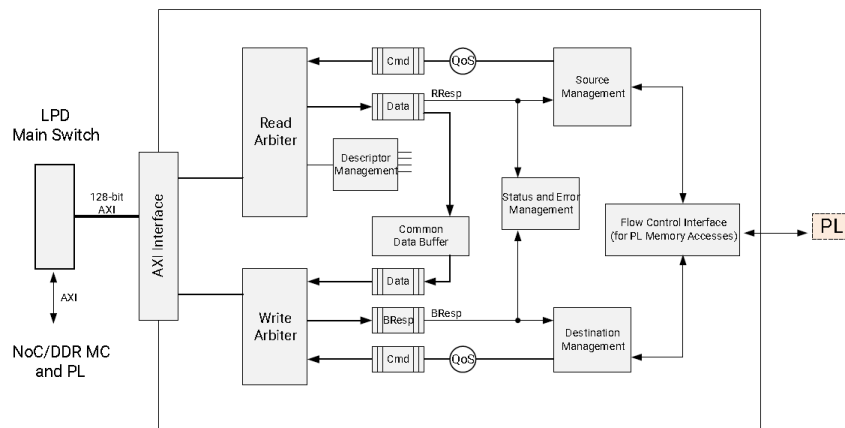 Cmd
QoS
Source
Management
RResp
Data
LPD
Main Switch
Read
Arbiter
Descriptor
Management
128-bit
AXI
AXI Interface
Status and Error
Management
Common
Data Buffer
Flow Control Interface
(for PL Memory Accesses)
PL
Data
AXI
Write
Arbiter
BResp
BResp
Destination
Management
NoC/DDR MC
and PL
Cmd
QoS